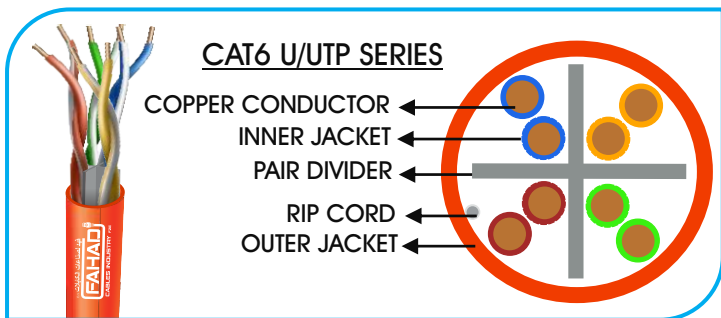 CAT6 U/UTP SERIES
COPPER CONDUCTOR
INNER JACKET
PAIR DIVIDER
RIP CORD
OUTER JACKET
FAHAD
CABLES INDUSTRY